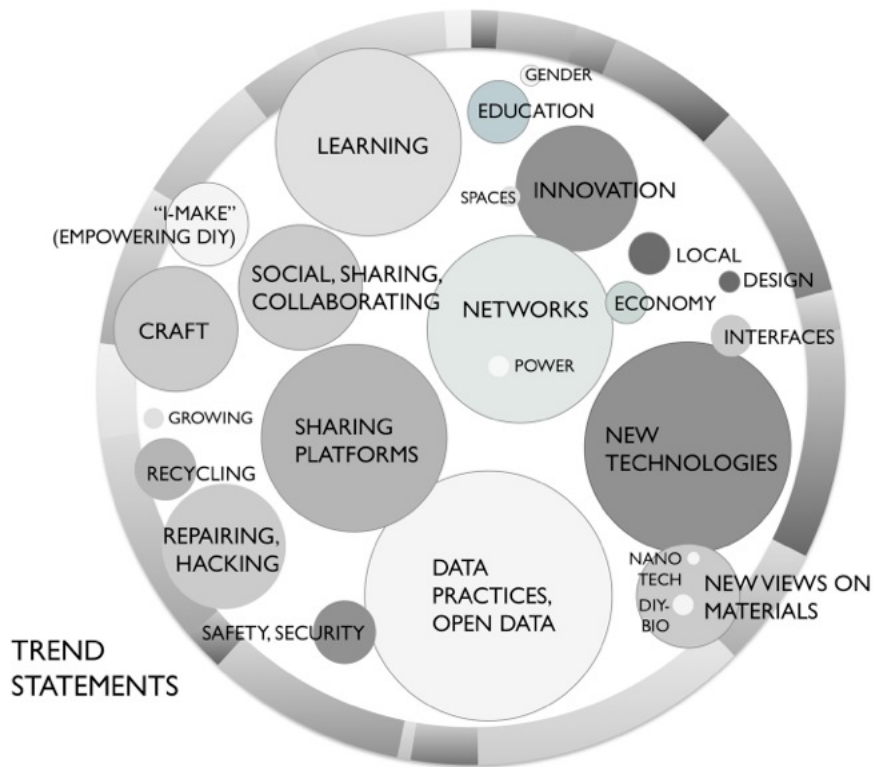 GENDER
EDUCATION
LEARNING
INNOVATION
SPACES
“I-MAKE”
(EMPOWERING DIY)
LOCAL
SOCIAL, SHARING,
COLLABORATING
DESIGN
NETWORKS
ECONOMY
CRAFT
INTERFACES
POWER
GROWING
SHARING
PLATFORMS
NEW
TECHNOLOGIES
RECYCLING
REPAIRING,
HACKING
DATA
PRACTICES,
OPEN DATA
NANO
TECH
DIY-
BIO
NEW VIEWS ON
MATERIALS
SAFETY, SECURITY
TREND
STATEMENTS